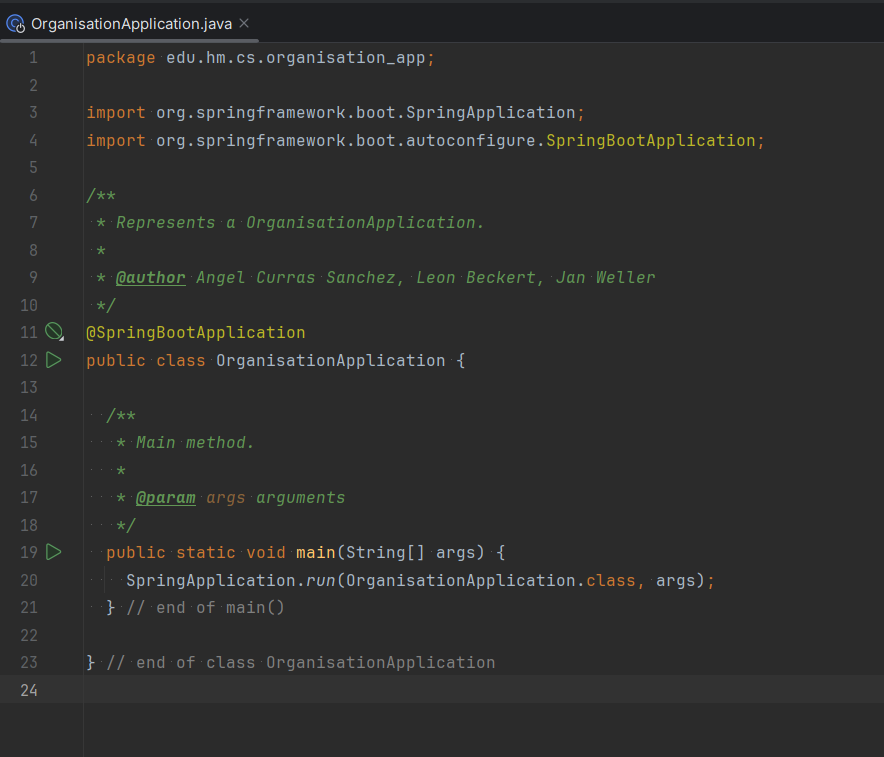 OrganisationApplication.java
1 package edu.hm.cs.organisation_app;
2
3 import org.springframework.boot.SpringApplication;
4 import org.springframework.boot.autoconfigure.SpringBootApplication;
5
6 /**
7  * Represents a OrganisationApplication.
8  *
9  * @author Angel Curras Sanchez, Leon Beckert, Jan Weller
10  */
11 @SpringBootApplication
12 public class OrganisationApplication {
13
14   /**
15    * Main method.
16    *
17    * @param args arguments
18    */
19   public static void main(String[] args) {
20     SpringApplication.run(OrganisationApplication.class, args);
21   } // end of main()
22
23 } // end of class OrganisationApplication
24